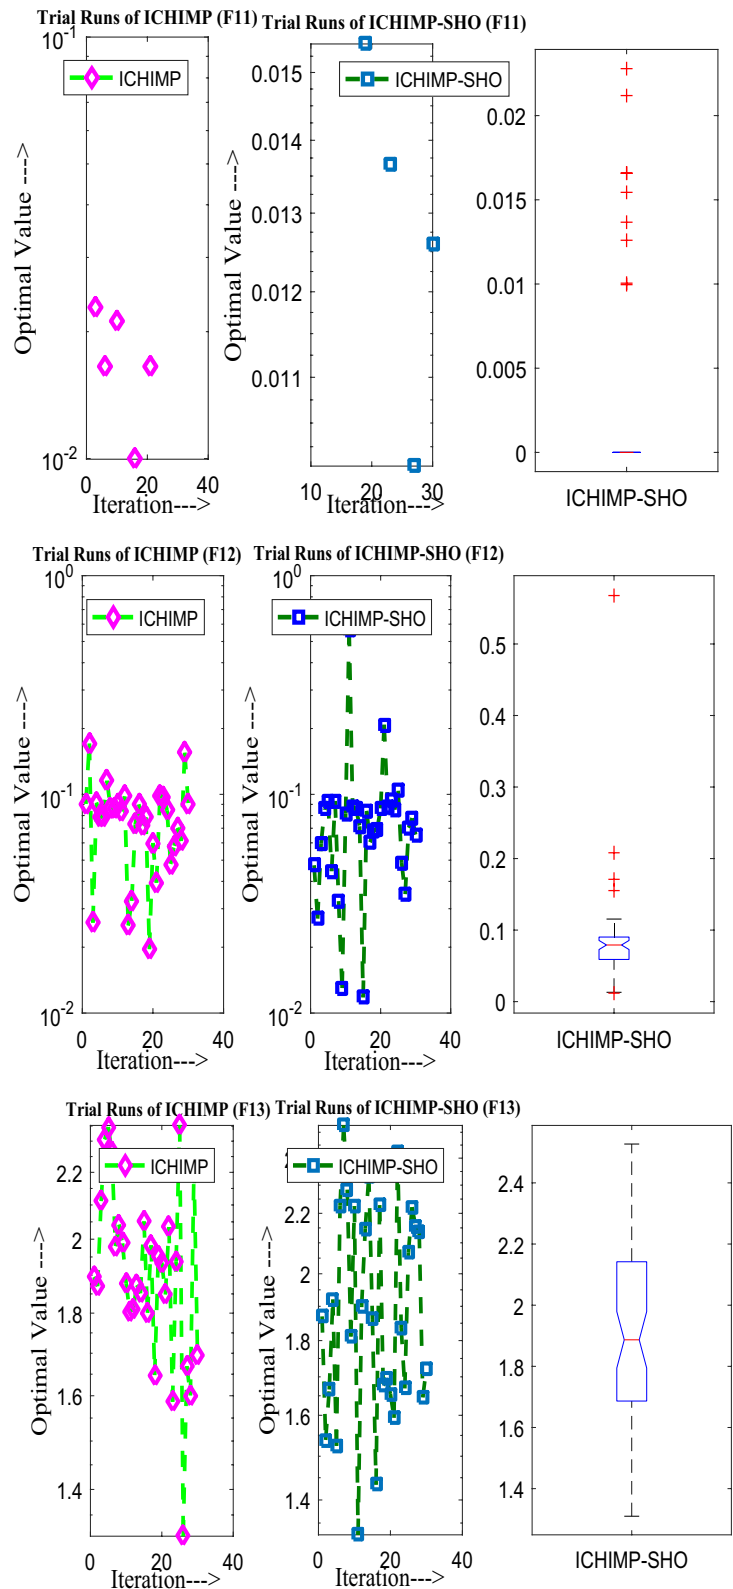 Trial Runs of ICHIMP (F11)
10^-1
ICHIMP
Optimal Value --->
10^-2
0 20 40
Iteration--->
Trial Runs of ICHIMP-SHO (F11)
ICHIMP-SHO
0.015
0.014
0.013
0.012
0.011
Optimal Value --->
10 20 30
Iteration--->
0.02
0.015
0.01
0.005
0
ICHIMP-SHO
Trial Runs of ICHIMP (F12)
10^0
ICHIMP
10^-1
Optimal Value --->
10^-2
0 20 40
Iteration--->
Trial Runs of ICHIMP-SHO (F12)
10^0
ICHIMP-SHO
10^-1
Optimal Value --->
10^-2
0 20 40
Iteration--->
0.5
0.4
0.3
0.2
0.1
0
ICHIMP-SHO
Trial Runs of ICHIMP (F13)
ICHIMP
2.2
2
1.8
1.6
1.4
Optimal Value --->
0 20 40
Iteration--->
Trial Runs of ICHIMP-SHO (F13)
ICHIMP-SHO
2.2
2
1.8
1.6
1.4
Optimal Value --->
0 20 40
Iteration--->
2.4
2.2
2
1.8
1.6
1.4
ICHIMP-SHO